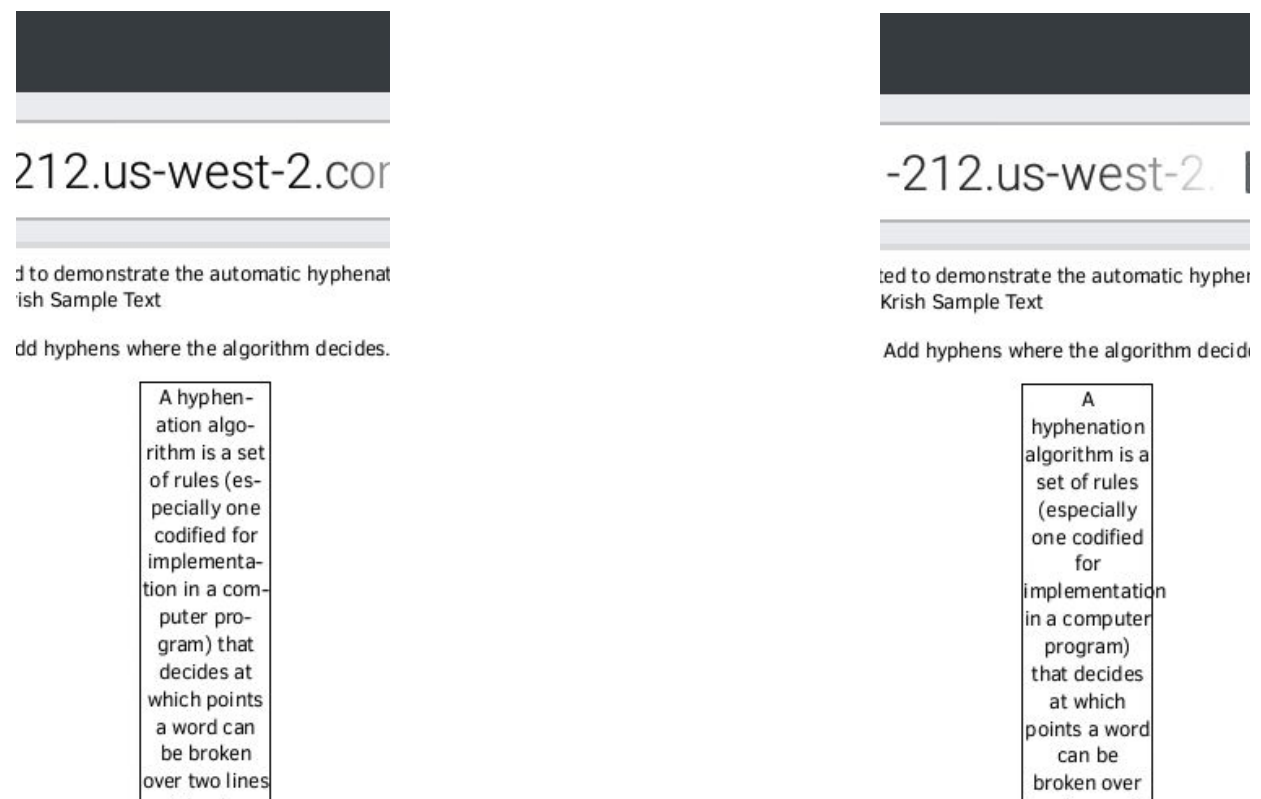 212.us-west-2.cor
d to demonstrate the automatic hyphenat
rish Sample Text
dd hyphens where the algorithm decides.
A hyphen-
ation algo-
rithm is a set
of rules (es-
pecially one
codified for
implementa-
tion in a com-
puter pro-
gram) that
decides at
which points
a word can
be broken
over two lines
-212.us-west-2.
ted to demonstrate the automatic hyphen
Krish Sample Text
Add hyphens where the algorithm decide
A
hyphenation
algorithm is a
set of rules
(especially
one codified
for
implementation
in a computer
program)
that decides
at which
points a word
can be
broken over